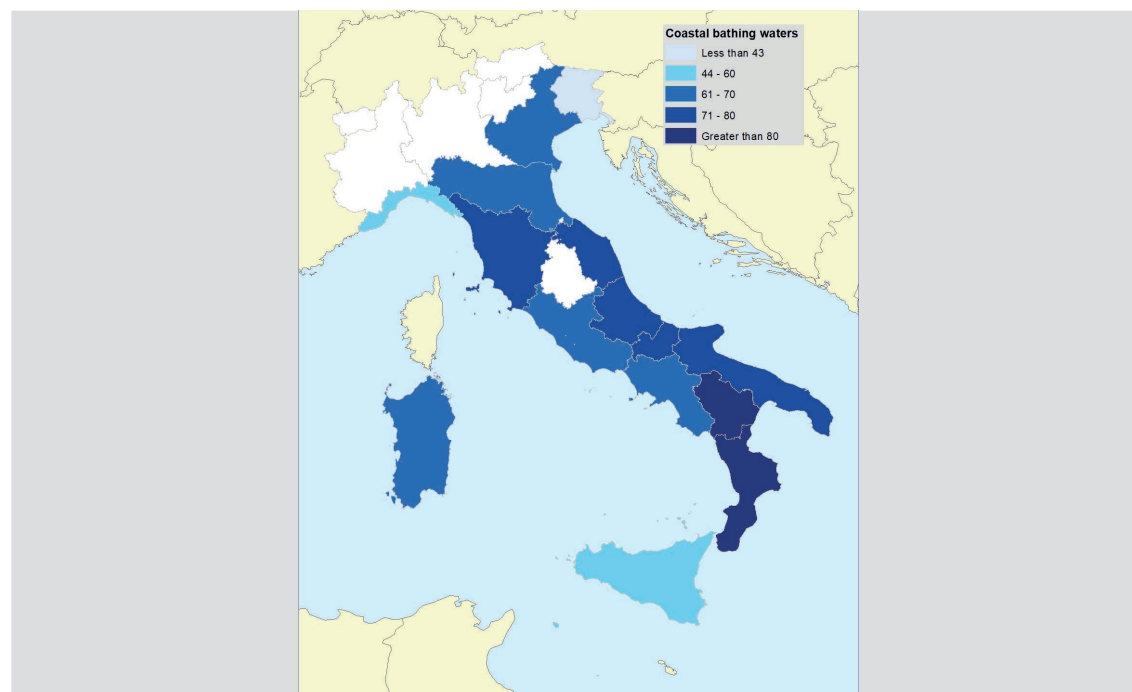 Coastal bathing waters
Less than 43
44 - 60
61 - 70
71 - 80
Greater than 80